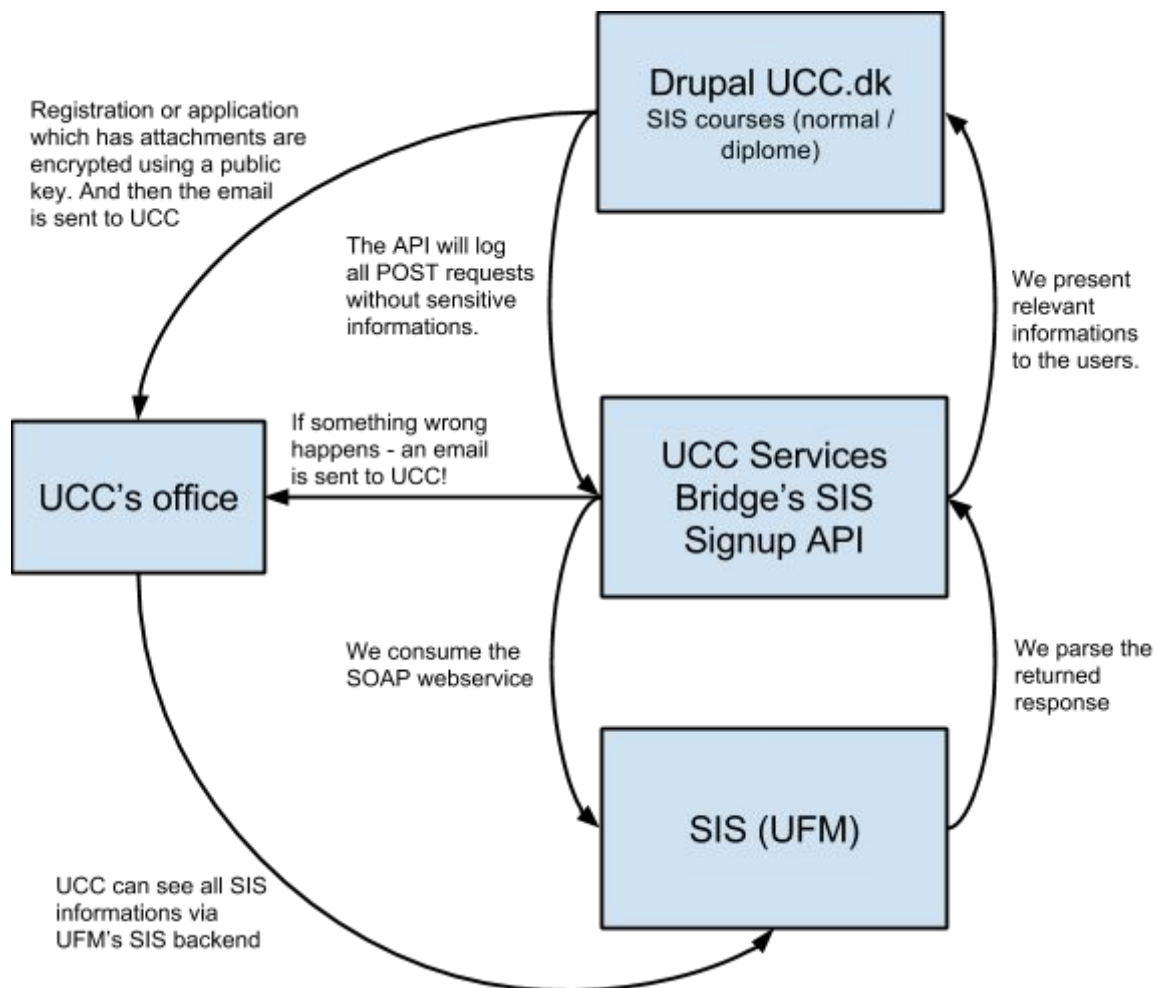 Drupal UCC.dk
SIS courses (normal /
diplome)
Registration or application
which has attachments are
encrypted using a public
key. And then the email
is sent to UCC
The API will log
all POST requests
without sensitive
informations.
We present
relevant
informations
to the users.
If something wrong
happens - an email
is sent to UCC!
UCC's office
UCC Services
Bridge's SIS
Signup API
We consume the
SOAP webservice
We parse the
returned
response
SIS (UFM)
UCC can see all SIS
informations via
UFM's SIS backend